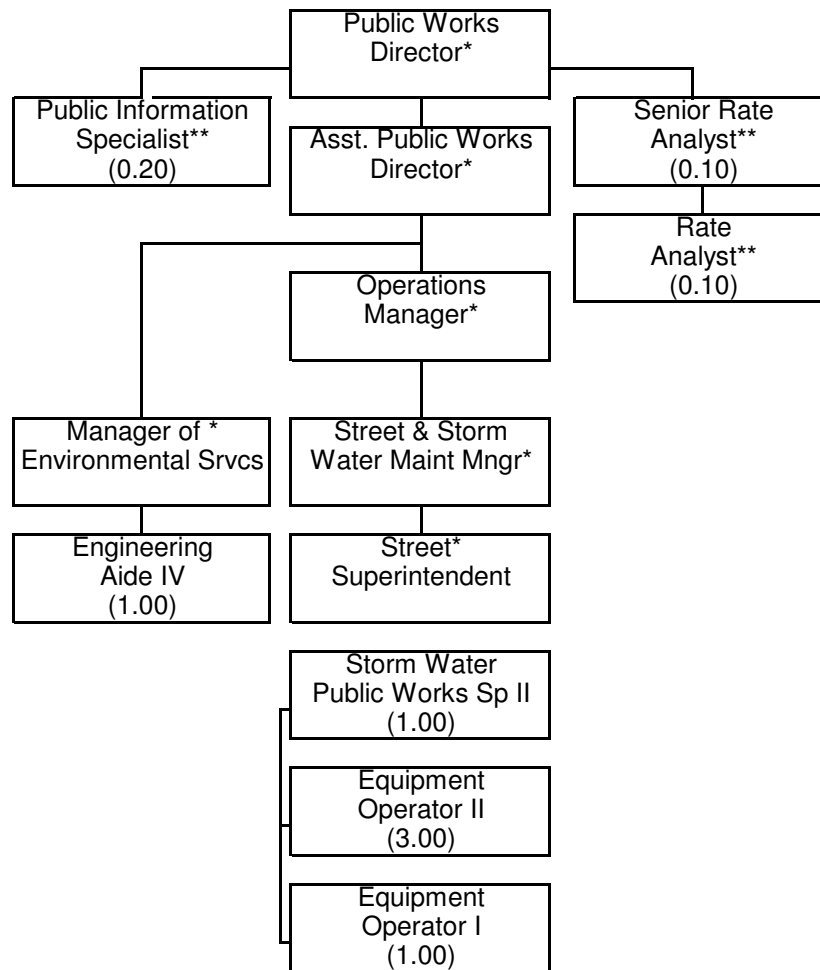 Public Works
Director*
Public Information
Specialist**
(0.20)
Asst. Public Works
Director*
Senior Rate
Analyst**
(0.10)
Rate
Analyst**
(0.10)
Operations
Manager*
Manager of *
Environmental Srvcs
Street & Storm
Water Maint Mngr*
Engineering
Aide IV
(1.00)
Street*
Superintendent
Storm Water
Public Works Sp II
(1.00)
Equipment
Operator II
(3.00)
Equipment
Operator I
(1.00)